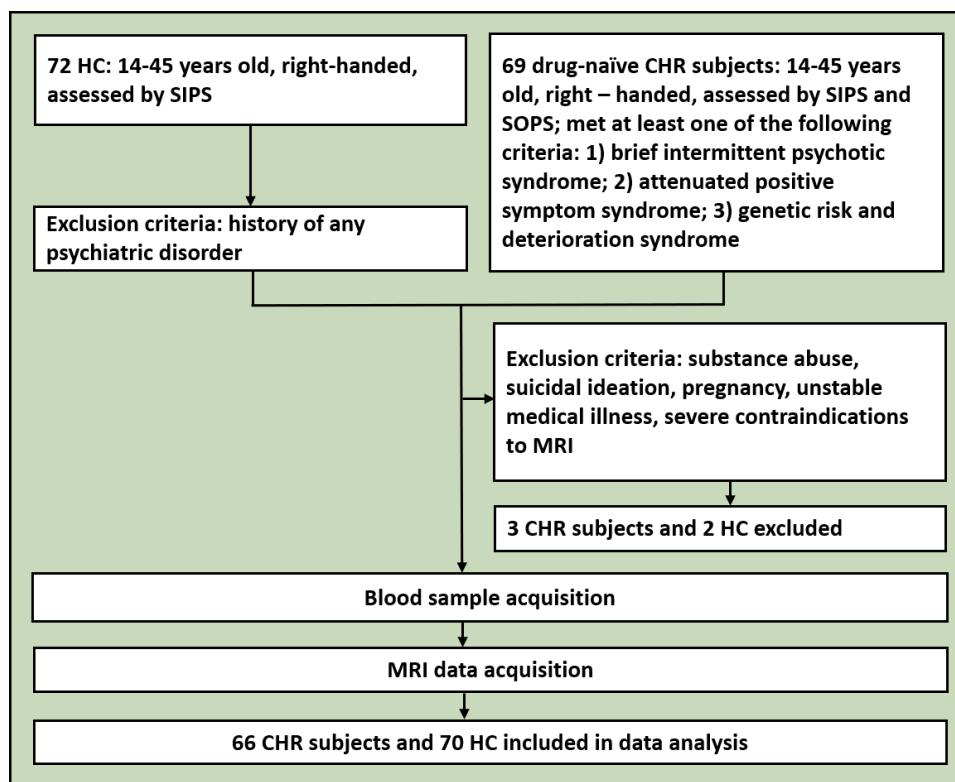 72 HC: 14-45 years old, right-handed,
assessed by SIPS
69 drug-naïve CHR subjects: 14-45 years
old, right – handed, assessed by SIPS and
SOPS; met at least one of the following
criteria: 1) brief intermittent psychotic
syndrome; 2) attenuated positive
symptom syndrome; 3) genetic risk and
deterioration syndrome
Exclusion criteria: history of any
psychiatric disorder
Exclusion criteria: substance abuse,
suicidal ideation, pregnancy, unstable
medical illness, severe contraindications
to MRI
3 CHR subjects and 2 HC excluded
Blood sample acquisition
MRI data acquisition
66 CHR subjects and 70 HC included in data analysis